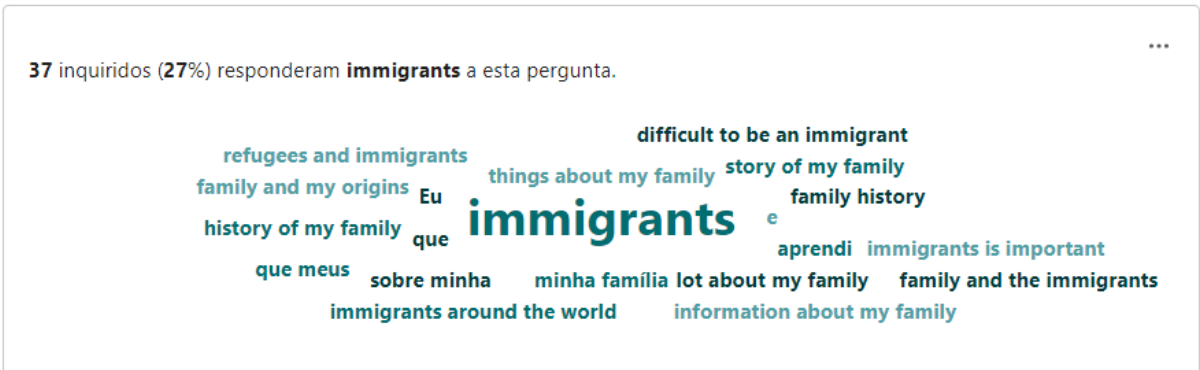 37 inquiridos (27%) responderam immigrants a esta pergunta.
difficult to be an immigrant
refugees and immigrants
things about my family
story of my family
family and my origins
Eu
immigrants
family history
e
history of my family
que
aprendi
immigrants is important
que meus
sobre minha
minha família
lot about my family
family and the immigrants
immigrants around the world
information about my family